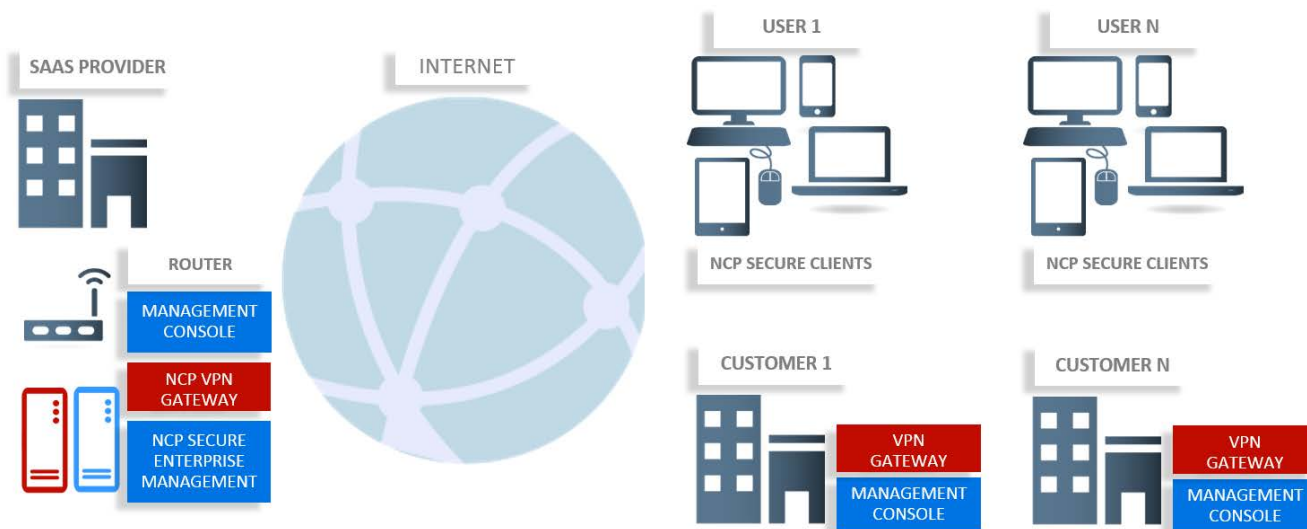 SAAS PROVIDER
ROUTER
MANAGEMENT
CONSOLE
NCP VPN
GATEWAY
NCP SECURE
ENTERPRISE
MANAGEMENT
INTERNET
USER 1
NCP SECURE CLIENTS
USER N
NCP SECURE CLIENTS
CUSTOMER 1
VPN
GATEWAY
MANAGEMENT
CONSOLE
CUSTOMER N
VPN
GATEWAY
MANAGEMENT
CONSOLE